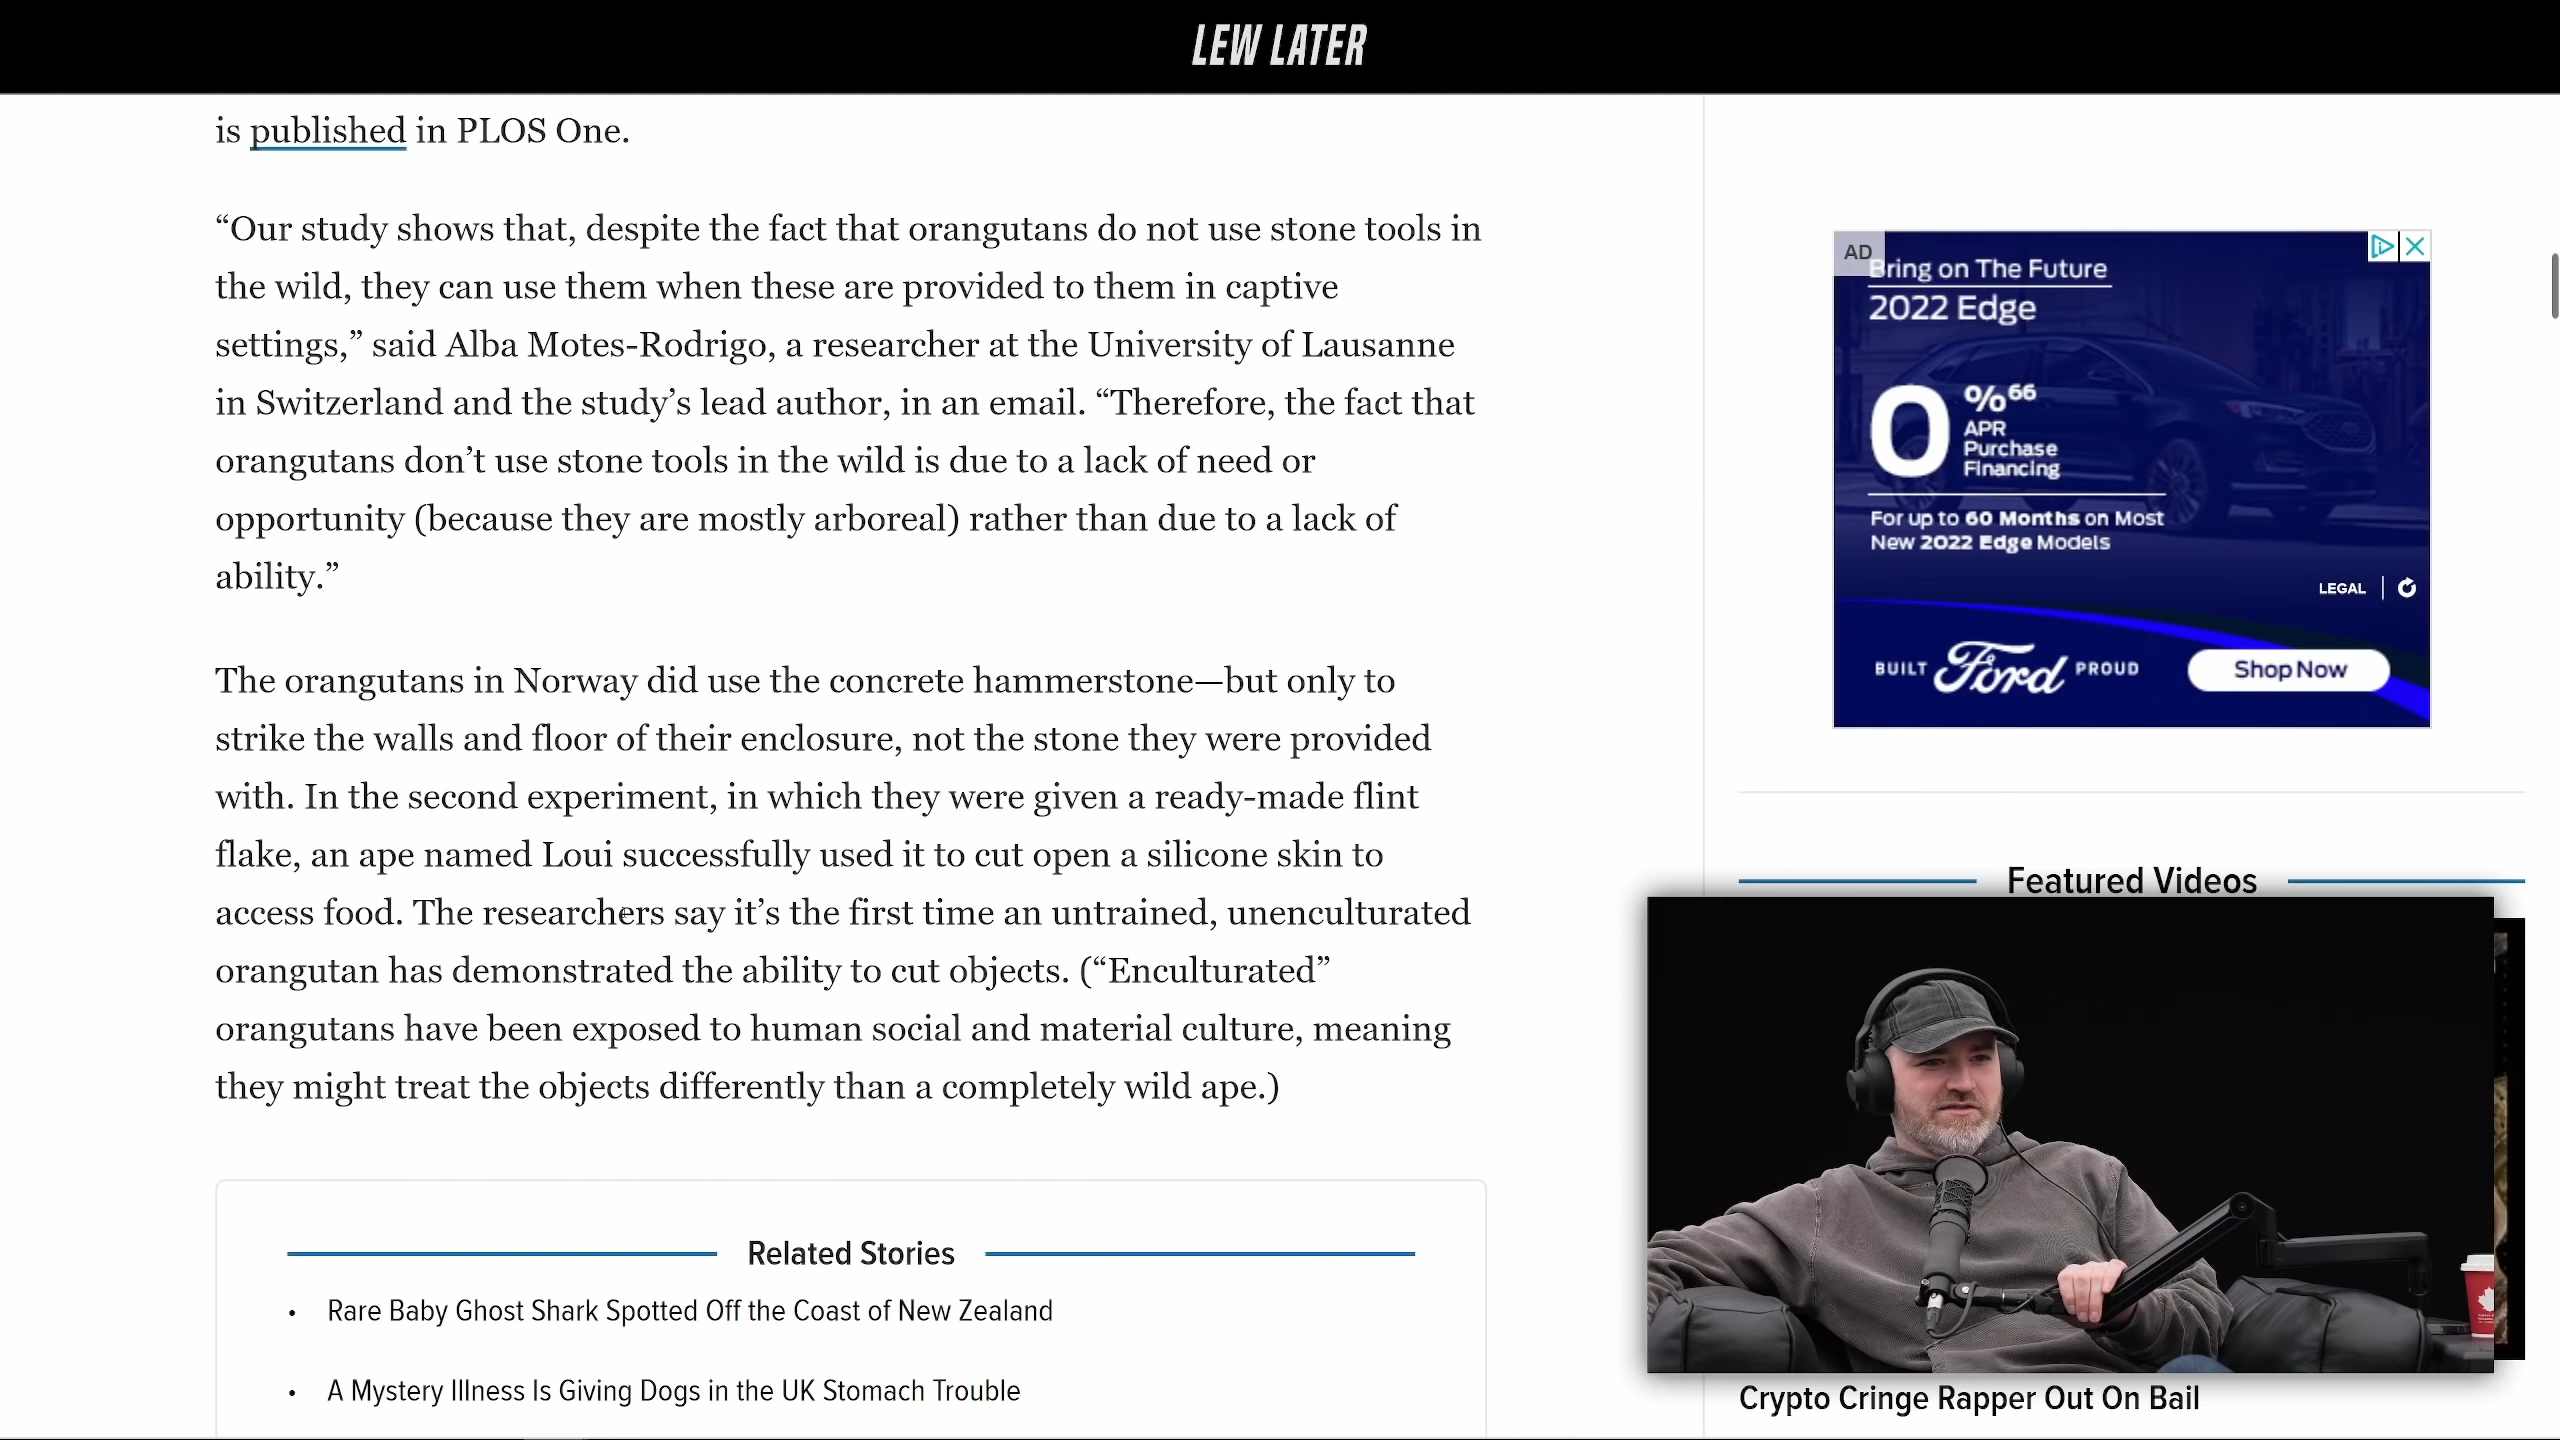 LEW LATER
is published in PLOS One.
“Our study shows that, despite the fact that orangutans do not use stone tools in
the wild, they can use them when these are provided to them in captive
settings,” said Alba Motes-Rodrigo, a researcher at the University of Lausanne
in Switzerland and the study’s lead author, in an email. “Therefore, the fact that
orangutans don’t use stone tools in the wild is due to a lack of need or
opportunity (because they are mostly arboreal) rather than due to a lack of
ability.”
The orangutans in Norway did use the concrete hammerstone—but only to
strike the walls and floor of their enclosure, not the stone they were provided
with. In the second experiment, in which they were given a ready-made flint
flake, an ape named Loui successfully used it to cut open a silicone skin to
access food. The researchers say it’s the first time an untrained, unenculturated
orangutan has demonstrated the ability to cut objects. (“Enculturated”
orangutans have been exposed to human social and material culture, meaning
they might treat the objects differently than a completely wild ape.)
Related Stories
• Rare Baby Ghost Shark Spotted Off the Coast of New Zealand
• A Mystery Illness Is Giving Dogs in the UK Stomach Trouble
AD
Bring on The Future
2022 Edge
0 %66
APR
Purchase
Financing
For up to 60 Months on Most
New 2022 Edge Models
LEGAL
BUILT Ford PROUD
Shop Now
Featured Videos
Crypto Cringe Rapper Out On Bail